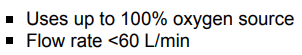 ▪ Uses up to 100% oxygen source
▪ Flow rate <60 L/min